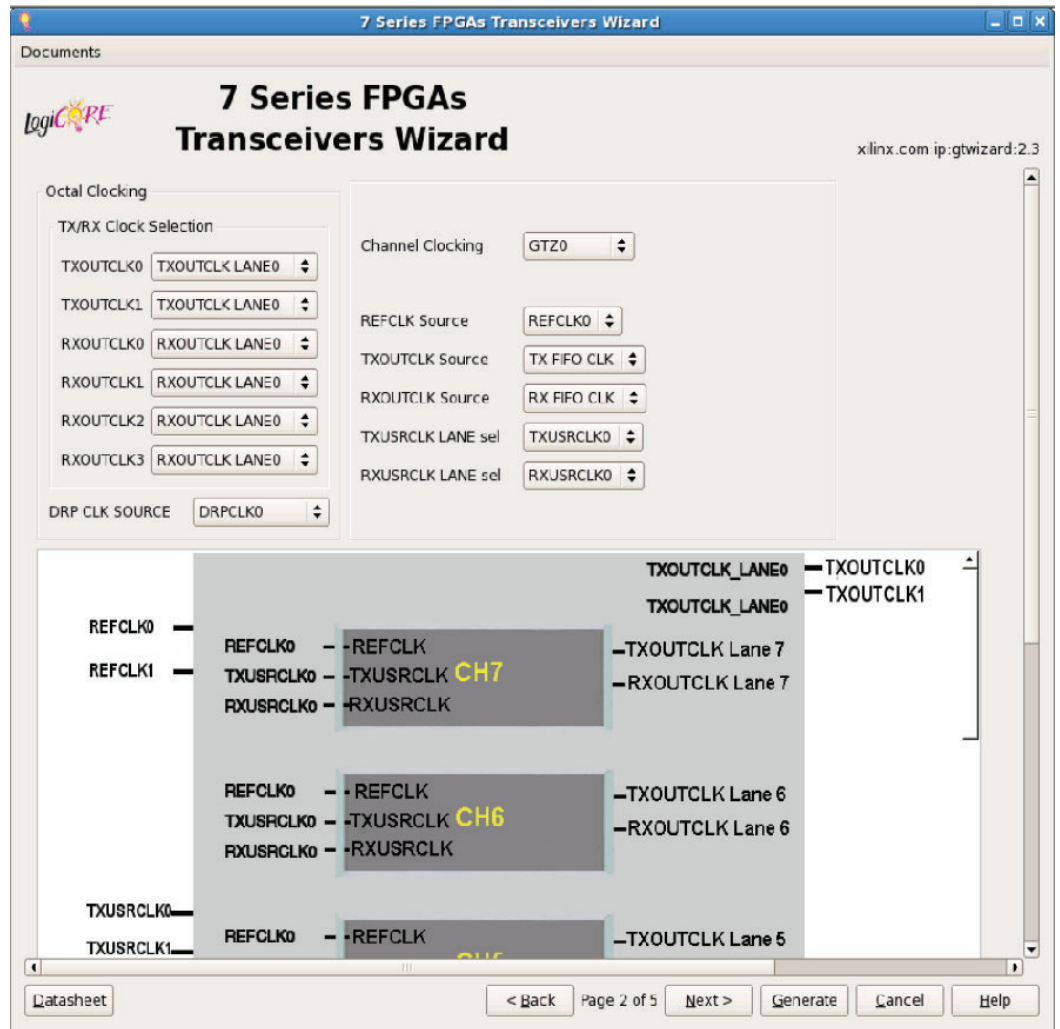 7 Series FPGAs Transceivers Wizard
Documents
LogiCORE
7 Series FPGAs
Transceivers Wizard
xilinx.com:ip:gtwizard:2.3
Octal Clocking
TX/RX Clock Selection
TXOUTCLK0 TXOUTCLK LANE0
TXOUTCLK1 TXOUTCLK LANE0
RXOUTCLK0 RXOUTCLK LANE0
RXOUTCLK1 RXOUTCLK LANE0
RXOUTCLK2 RXOUTCLK LANE0
RXOUTCLK3 RXOUTCLK LANE0
DRP CLK SOURCE DRPCLK0
Channel Clocking GTZ0
REFCLK Source REFCLK0
TXOUTCLK Source TX FIFO CLK
RXOUTCLK Source RX FIFO CLK
TXUSRCLK LANE sel TXUSRCLK0
RXUSRCLK LANE sel RXUSRCLK0
TXOUTCLK_LANE0 TXOUTCLK0
TXOUTCLK_LANE0 TXOUTCLK1
REFCLK0
REFCLK1
REFCLK0 REFCLK TXOUTCLK Lane 7
TXUSRCLK0 TXUSRCLK CH7 RXOUTCLK Lane 7
RXUSRCLK0 RXUSRCLK
REFCLK0 REFCLK TXOUTCLK Lane 6
TXUSRCLK0 TXUSRCLK CH6 RXOUTCLK Lane 6
RXUSRCLK0 RXUSRCLK
TXUSRCLK0
TXUSRCLK1
REFCLK0 REFCLK TXOUTCLK Lane 5
Datasheet < Back Page 2 of 5 Next > Generate Cancel Help